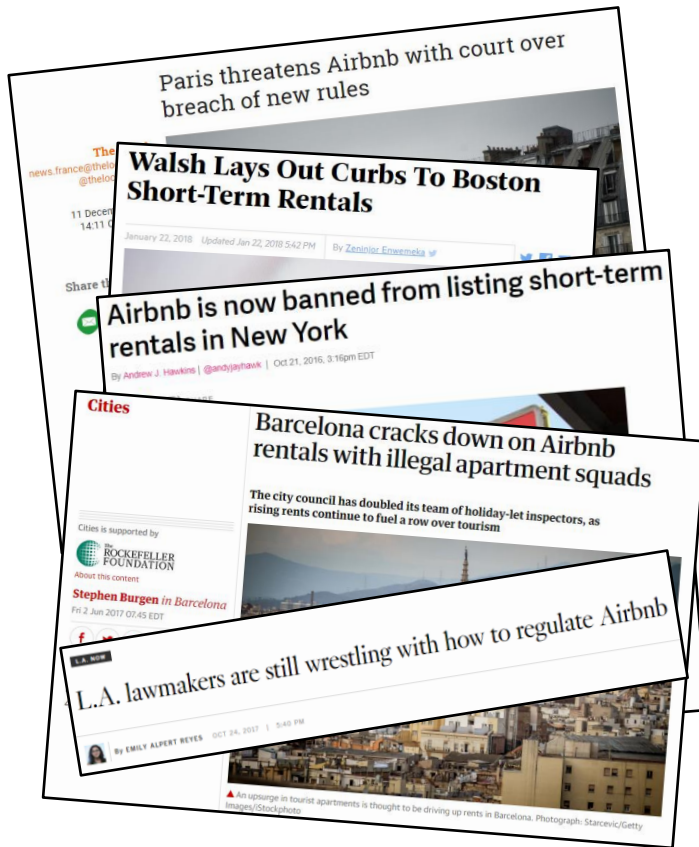 Paris threatens Airbnb with court over
breach of new rules
The
news.france@thelo
@theloc
11 Decem
14:11 C
Share th
Walsh Lays Out Curbs To Boston
Short-Term Rentals
January 22, 2018 Updated Jan 22, 2018 5:42 PM
By Zeninjor Enwemeka
Airbnb is now banned from listing short-term
rentals in New York
By Andrew J. Hawkins | @andyjayhawk | Oct 21, 2016, 3:16pm EDT
Cities
Barcelona cracks down on Airbnb
rentals with illegal apartment squads
The city council has doubled its team of holiday-let inspectors, as
rising rents continue to fuel a row over tourism
Cities is supported by
The
ROCKEFELLER
FOUNDATION
About this content
Stephen Burgen in Barcelona
Fri 2 Jun 2017 07.45 EDT
L.A. NOW
L.A. lawmakers are still wrestling with how to regulate Airbnb
By EMILY ALPERT REYES OCT 24, 2017 | 5:40 PM
An upsurge in tourist apartments is thought to be driving up rents in Barcelona. Photograph: Starcevic/Getty
Images/iStockphoto